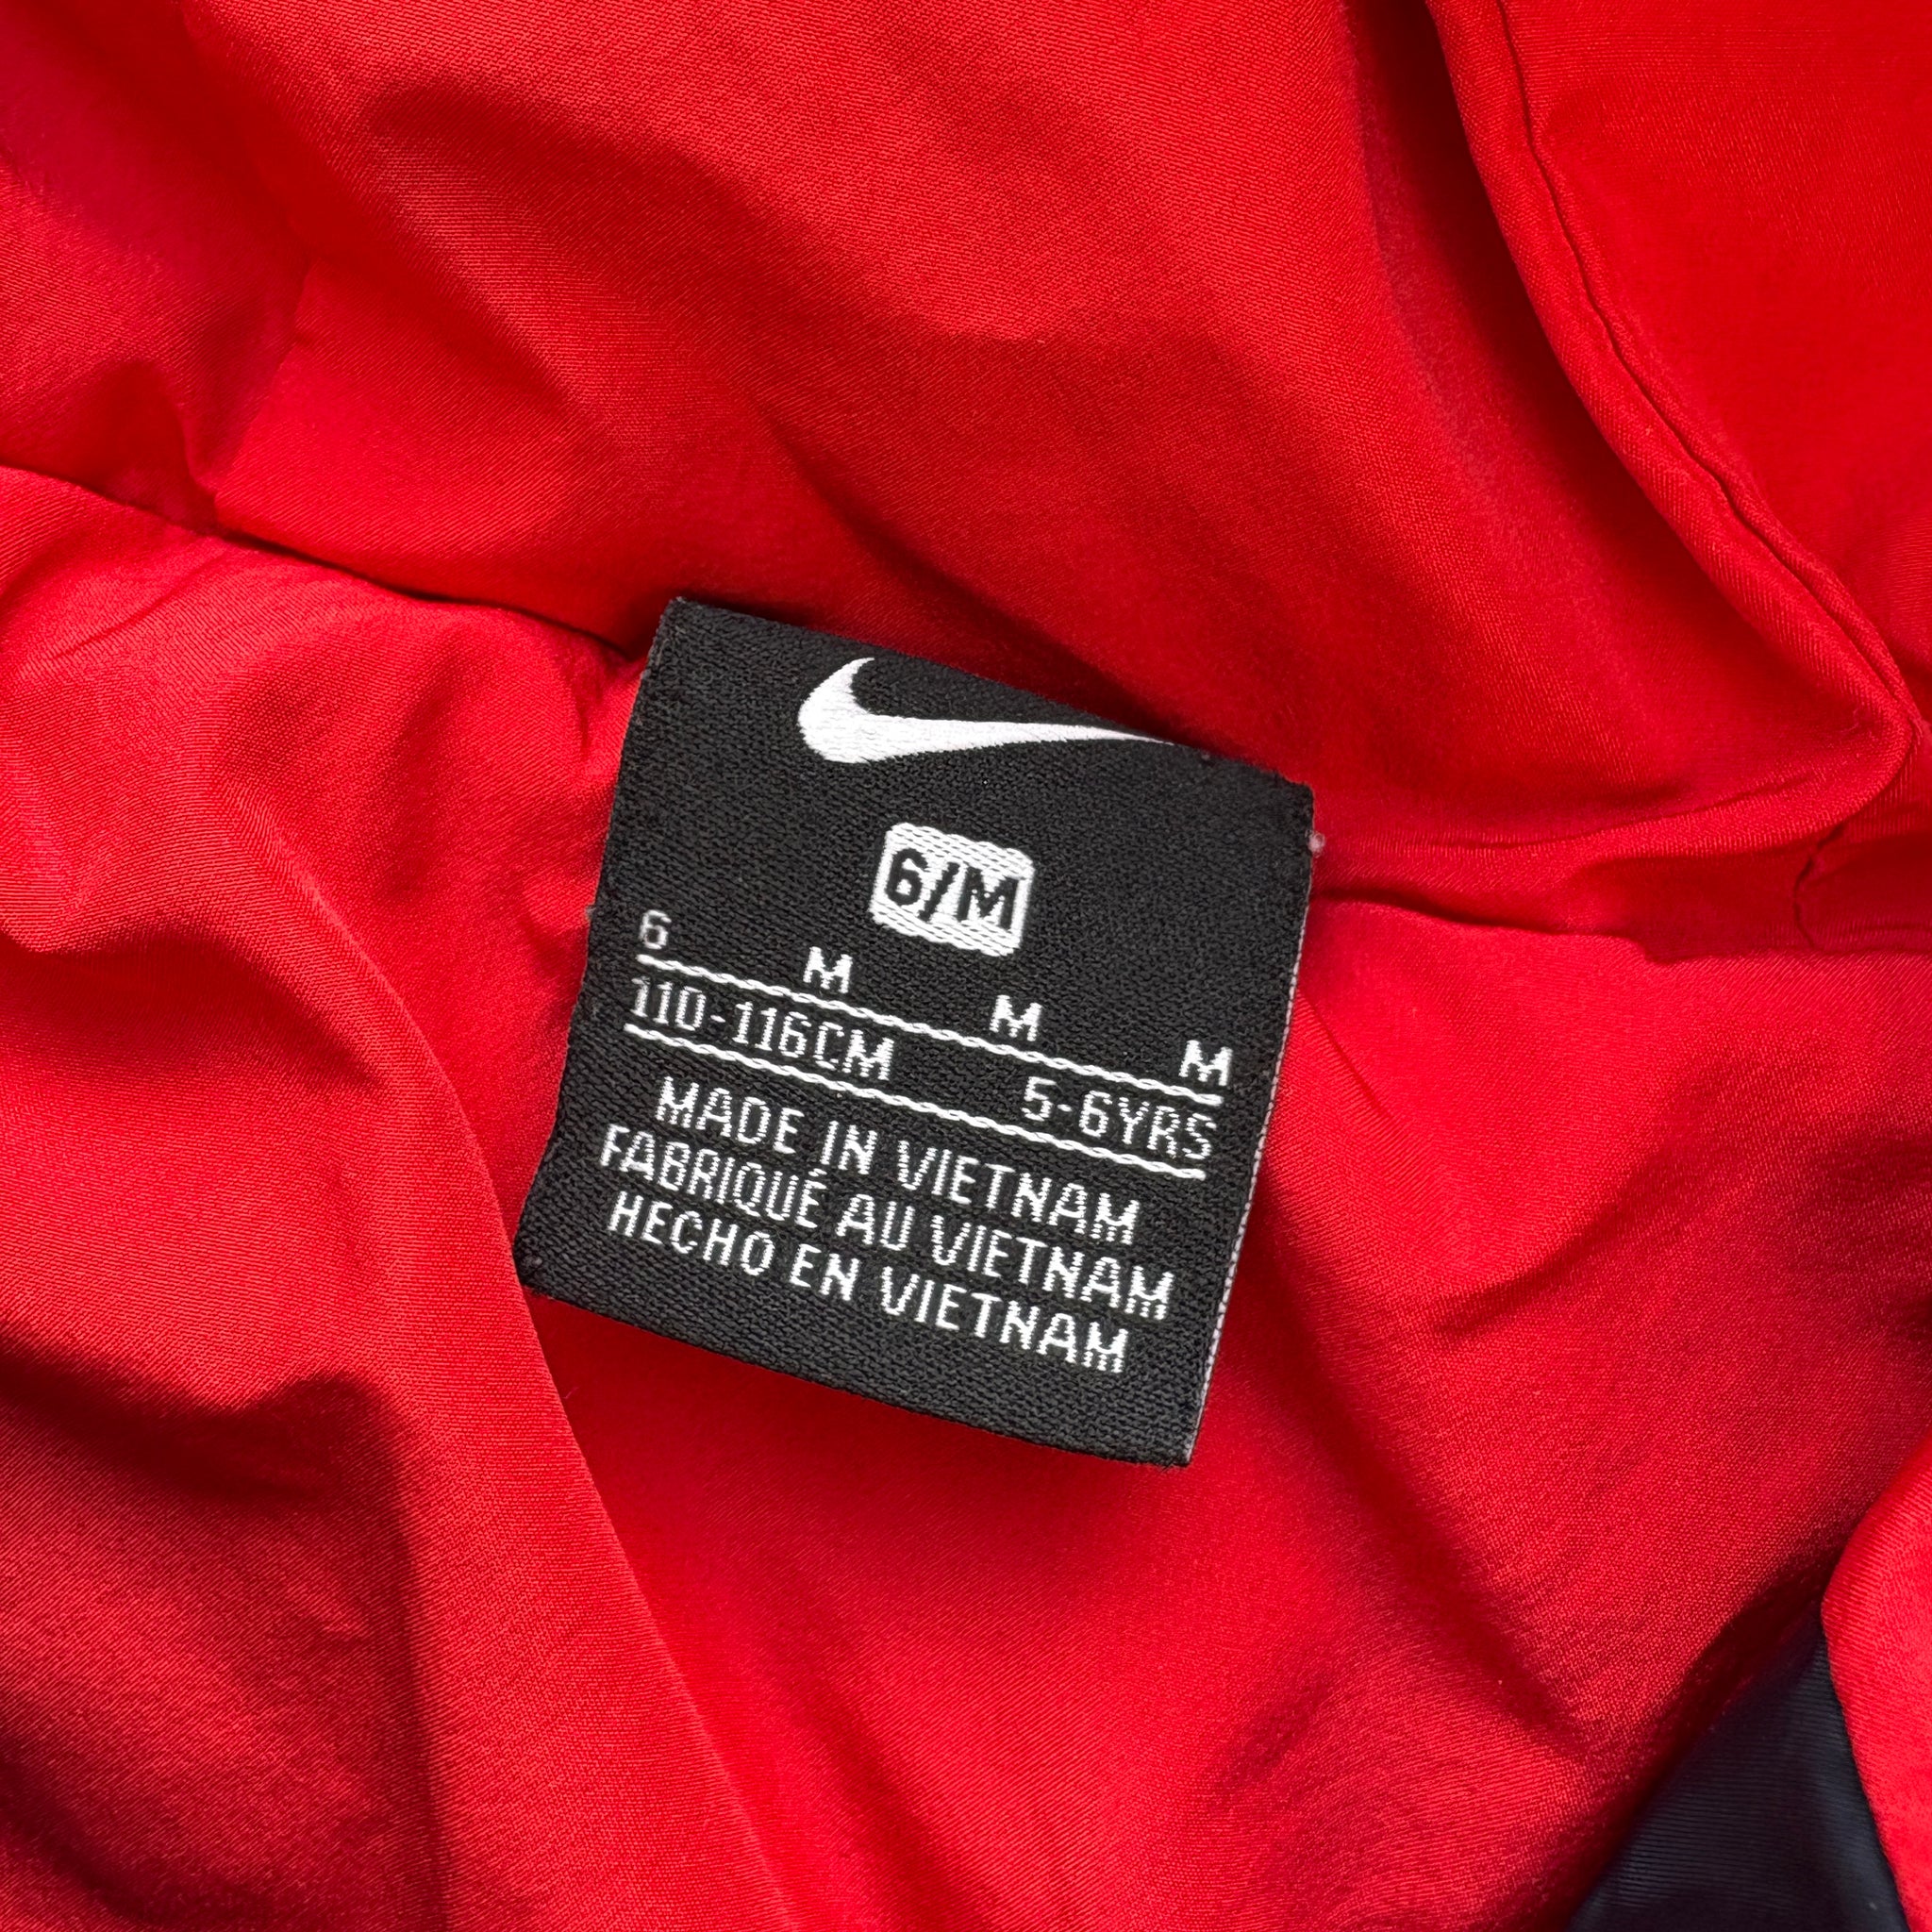 6/M
6 M M M
110-116CM 5-6YRS
MADE IN VIETNAM
FABRIQUÉ AU VIETNAM
HECHO EN VIETNAM